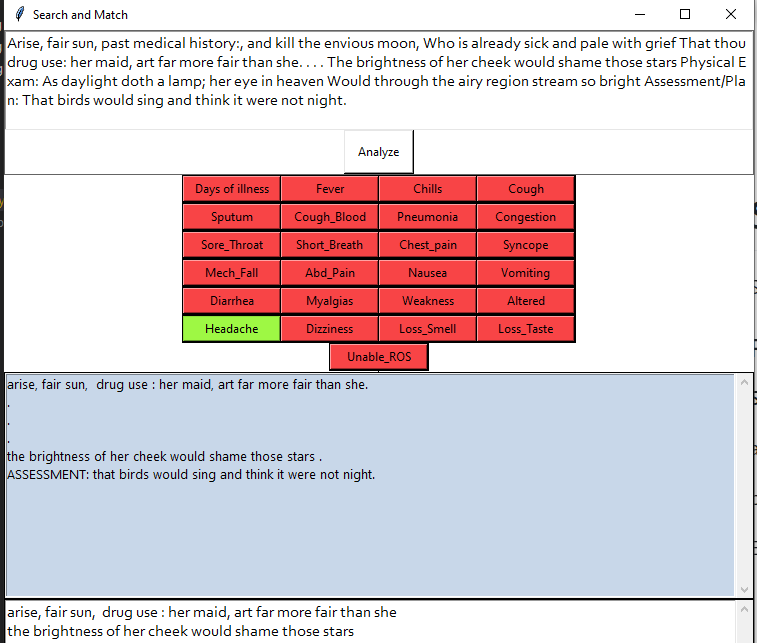 Search and Match
Arise, fair sun, past medical history:, and kill the envious moon, Who is already sick and pale with grief That thou
drug use: her maid, art far more fair than she. . . . The brightness of her cheek would shame those stars Physical E
xam: As daylight doth a lamp; her eye in heaven Would through the airy region stream so bright Assessment/Pla
n: That birds would sing and think it were not night.
Analyze
Days of illness Fever Chills Cough
Sputum Cough_Blood Pneumonia Congestion
Sore_Throat Short_Breath Chest_pain Syncope
Mech_Fall Abd_Pain Nausea Vomiting
Diarrhea Myalgias Weakness Altered
Headache Dizziness Loss_Smell Loss_Taste
Unable_ROS
arise, fair sun,  drug use : her maid, art far more fair than she.
.
.
.
the brightness of her cheek would shame those stars .
ASSESSMENT: that birds would sing and think it were not night.
arise, fair sun,  drug use : her maid, art far more fair than she
the brightness of her cheek would shame those stars